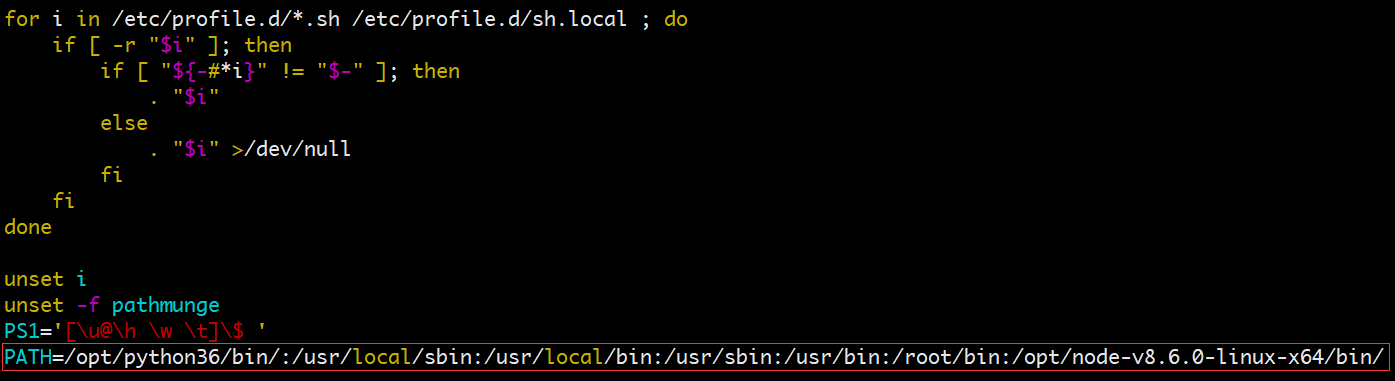 for i in /etc/profile.d/*.sh /etc/profile.d/sh.local ; do
    if [ -r "$i" ]; then
        if [ "${-#*i}" != "$-" ]; then
            . "$i"
        else
            . "$i" >/dev/null
        fi
    fi
done

unset i
unset -f pathmunge
PS1='[\u@\h \w \t]\$ '
PATH=/opt/python36/bin/:/usr/local/sbin:/usr/local/bin:/usr/sbin:/usr/bin:/root/bin:/opt/node-v8.6.0-linux-x64/bin/